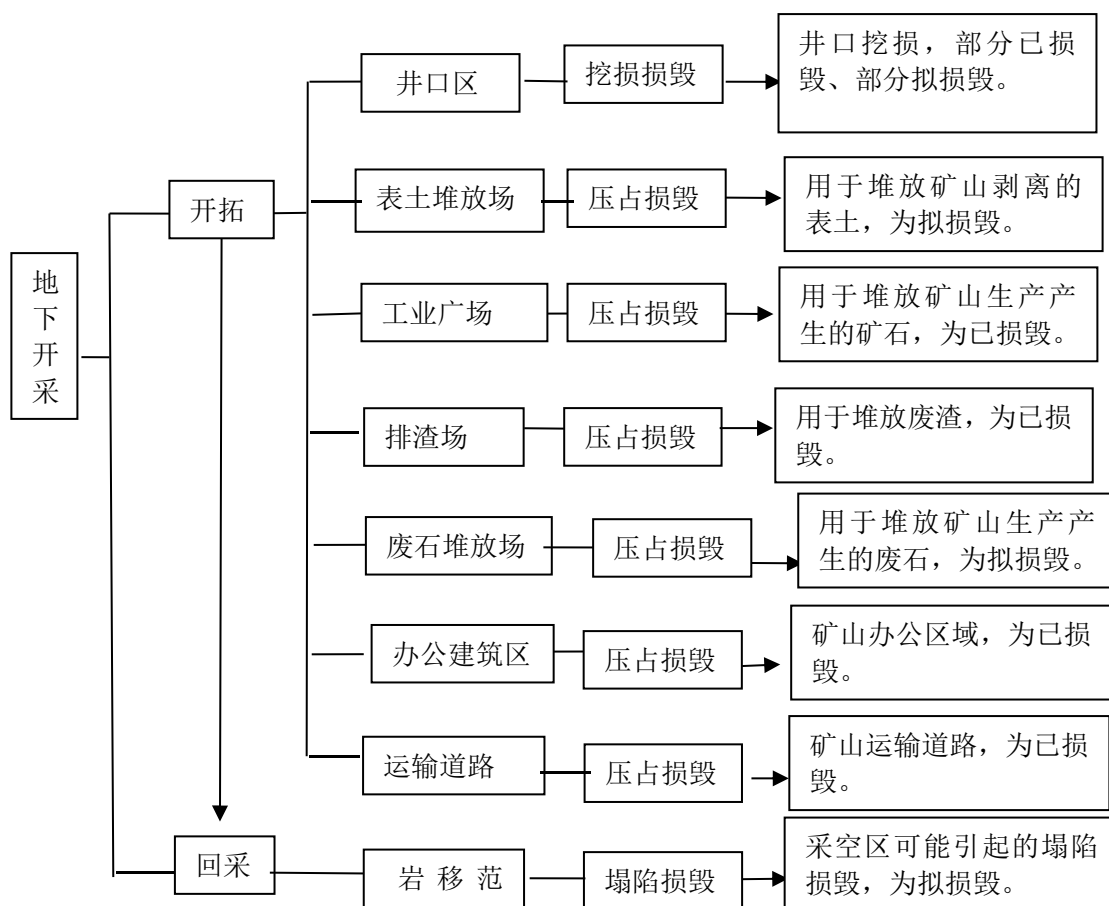 井口区
挖损损毁
井口挖损，部分已损
毁、部分拟损毁。
开拓
表土堆放场
压占损毁
用于堆放矿山剥离的
表土，为拟损毁。
地
下
开
采
工业广场
压占损毁
用于堆放矿山生产产
生的矿石，为已损毁。
排渣场
压占损毁
用于堆放废渣，为已损
毁。
废石堆放场
压占损毁
用于堆放矿山生产产
生的废石，为拟损毁。
办公建筑区
压占损毁
矿山办公区域，为已损
毁。
运输道路
压占损毁
矿山运输道路，为已损
毁。
回采
岩 移 范
塌陷损毁
采空区可能引起的塌陷
损毁，为拟损毁。